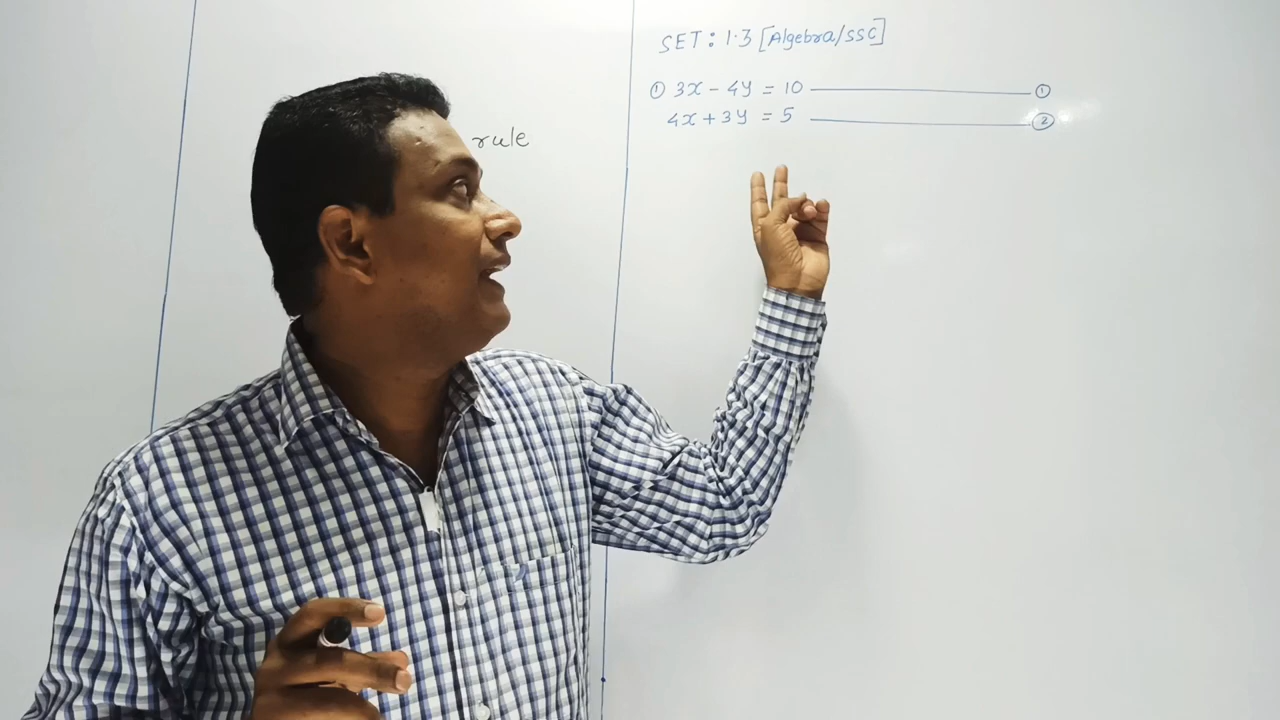 rule
SET: 1.3 [Algebra/SSC]
① 3x - 4y = 10 ——— ①
4x + 3y = 5 ——— ②